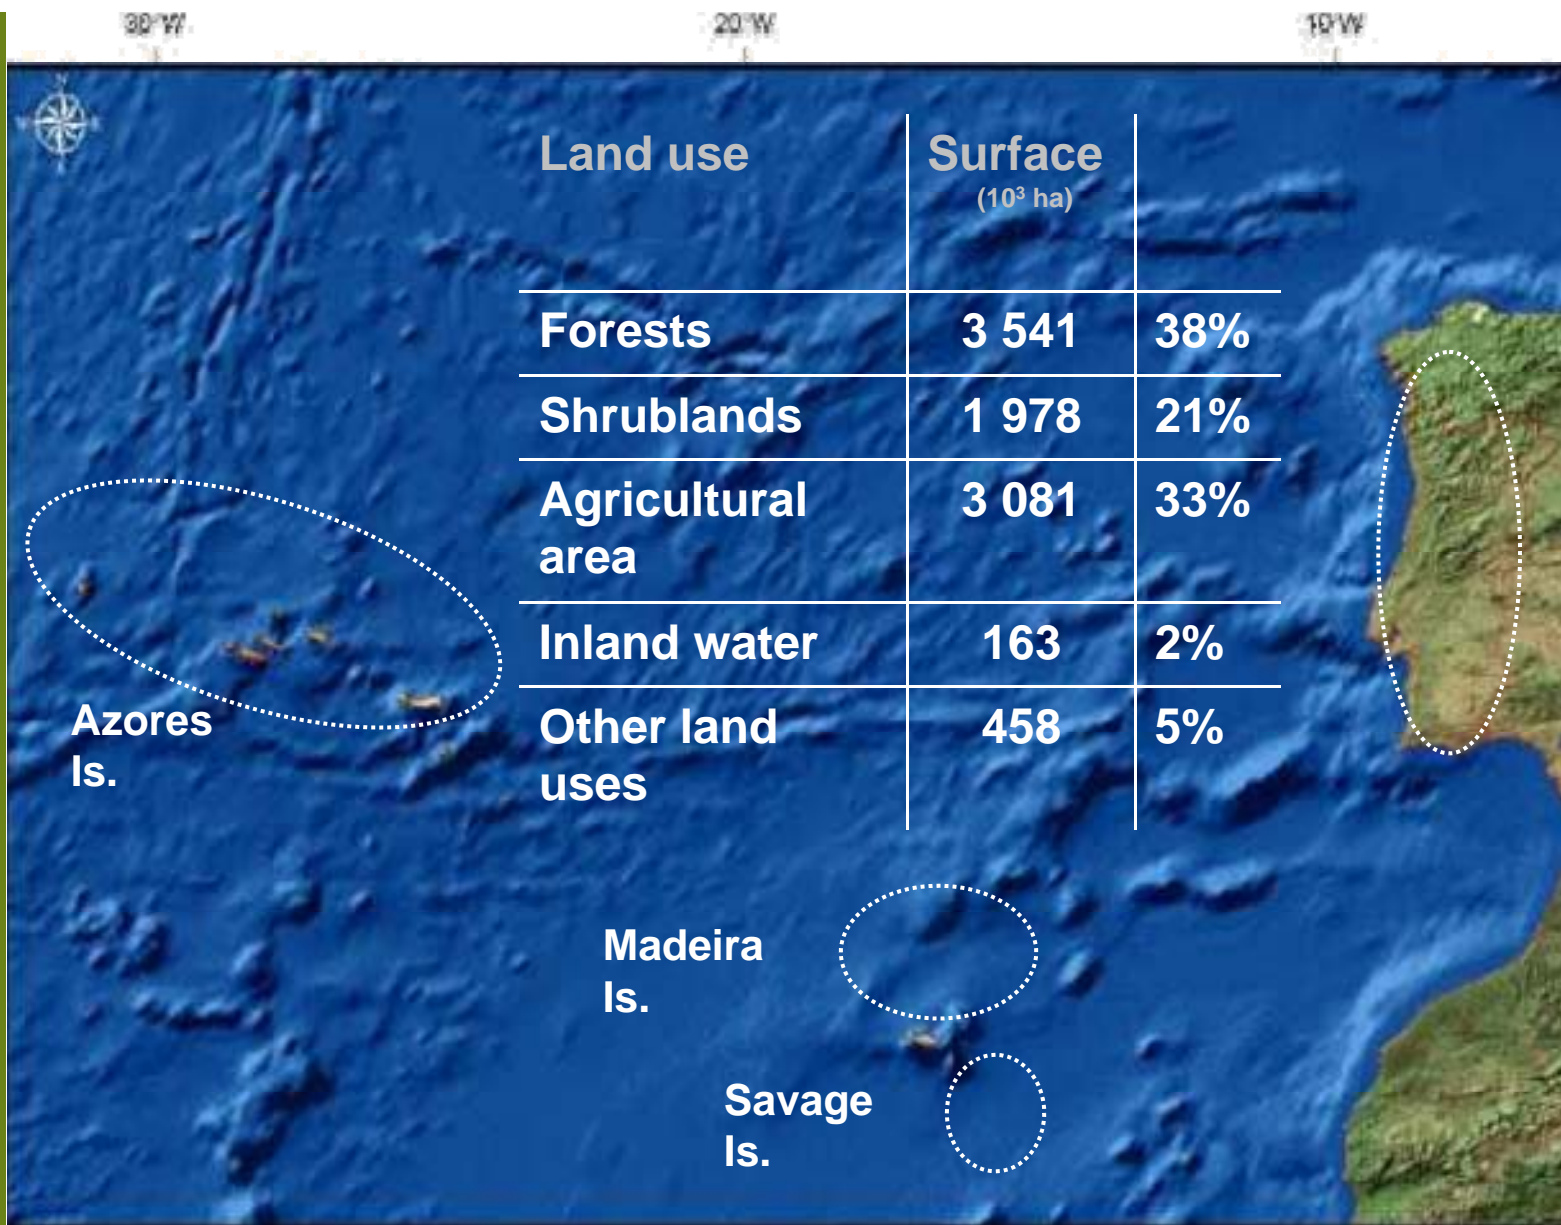 30°W 20°W 10°W
Land use Surface
(10³ ha)
Forests 3 541 38%
Shrublands 1 978 21%
Agricultural 3 081 33%
area
Inland water 163 2%
Other land 458 5%
uses
Azores
Is.
Madeira
Is.
Savage
Is.